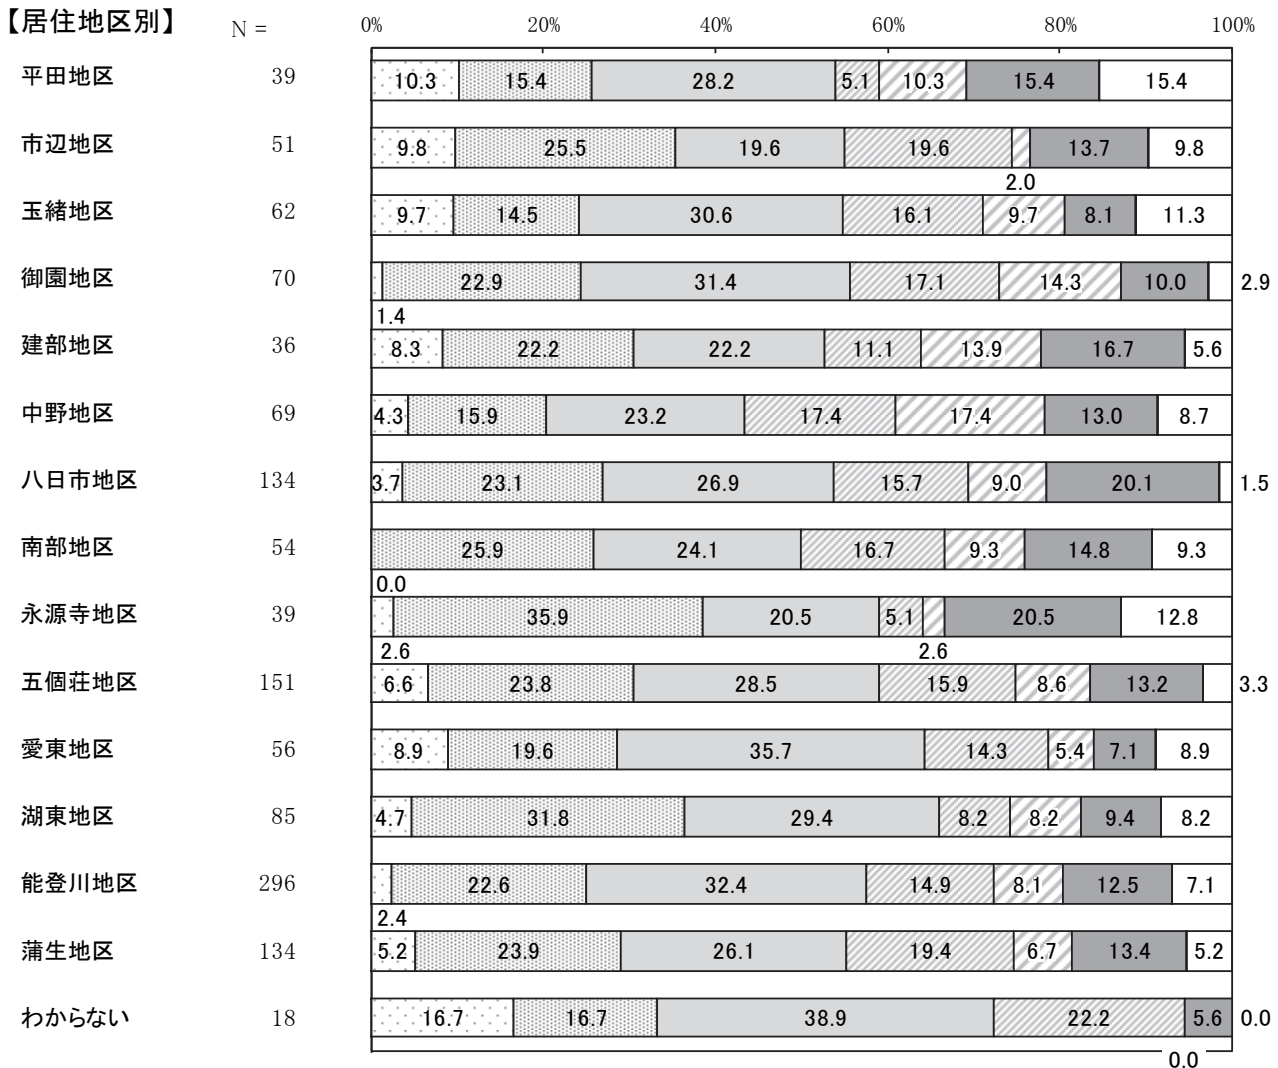 【居住地区別】 N = 0% 20% 40% 60% 80% 100%
平田地区 39 10.3 15.4 28.2 5.1 10.3 15.4 15.4
市辺地区 51 9.8 25.5 19.6 19.6 13.7 9.8
2.0
玉緒地区 62 9.7 14.5 30.6 16.1 9.7 8.1 11.3
御園地区 70 22.9 31.4 17.1 14.3 10.0 2.9
1.4
建部地区 36 8.3 22.2 22.2 11.1 13.9 16.7 5.6
中野地区 69 4.3 15.9 23.2 17.4 17.4 13.0 8.7
八日市地区 134 3.7 23.1 26.9 15.7 9.0 20.1 1.5
南部地区 54 25.9 24.1 16.7 9.3 14.8 9.3
0.0
永源寺地区 39 35.9 20.5 5.1 20.5 12.8
2.6 2.6
五個荘地区 151 6.6 23.8 28.5 15.9 8.6 13.2 3.3
愛東地区 56 8.9 19.6 35.7 14.3 5.4 7.1 8.9
湖東地区 85 4.7 31.8 29.4 8.2 8.2 9.4 8.2
能登川地区 296 22.6 32.4 14.9 8.1 12.5 7.1
2.4
蒲生地区 134 5.2 23.9 26.1 19.4 6.7 13.4 5.2
わからない 18 16.7 16.7 38.9 22.2 5.6 0.0
0.0